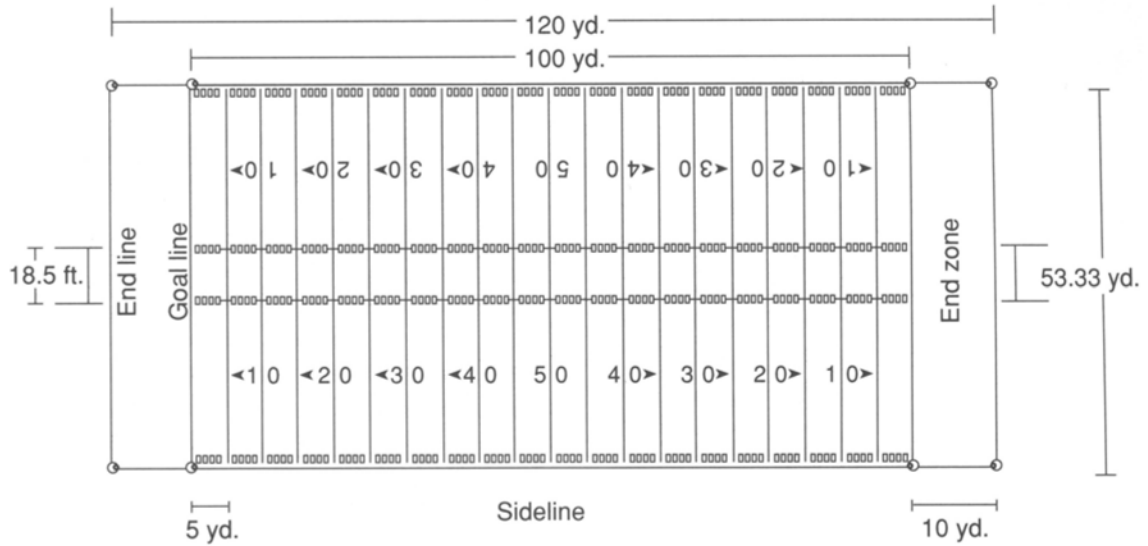 120 yd.
100 yd.
1 0 2 0 3 0 4 0 5 0 4 0 3 0 2 0 1 0
End line
Goal line
End zone
18.5 ft.
53.33 yd.
1 0 2 0 3 0 4 0 5 0 4 0 3 0 2 0 1 0
Sideline
5 yd.
10 yd.